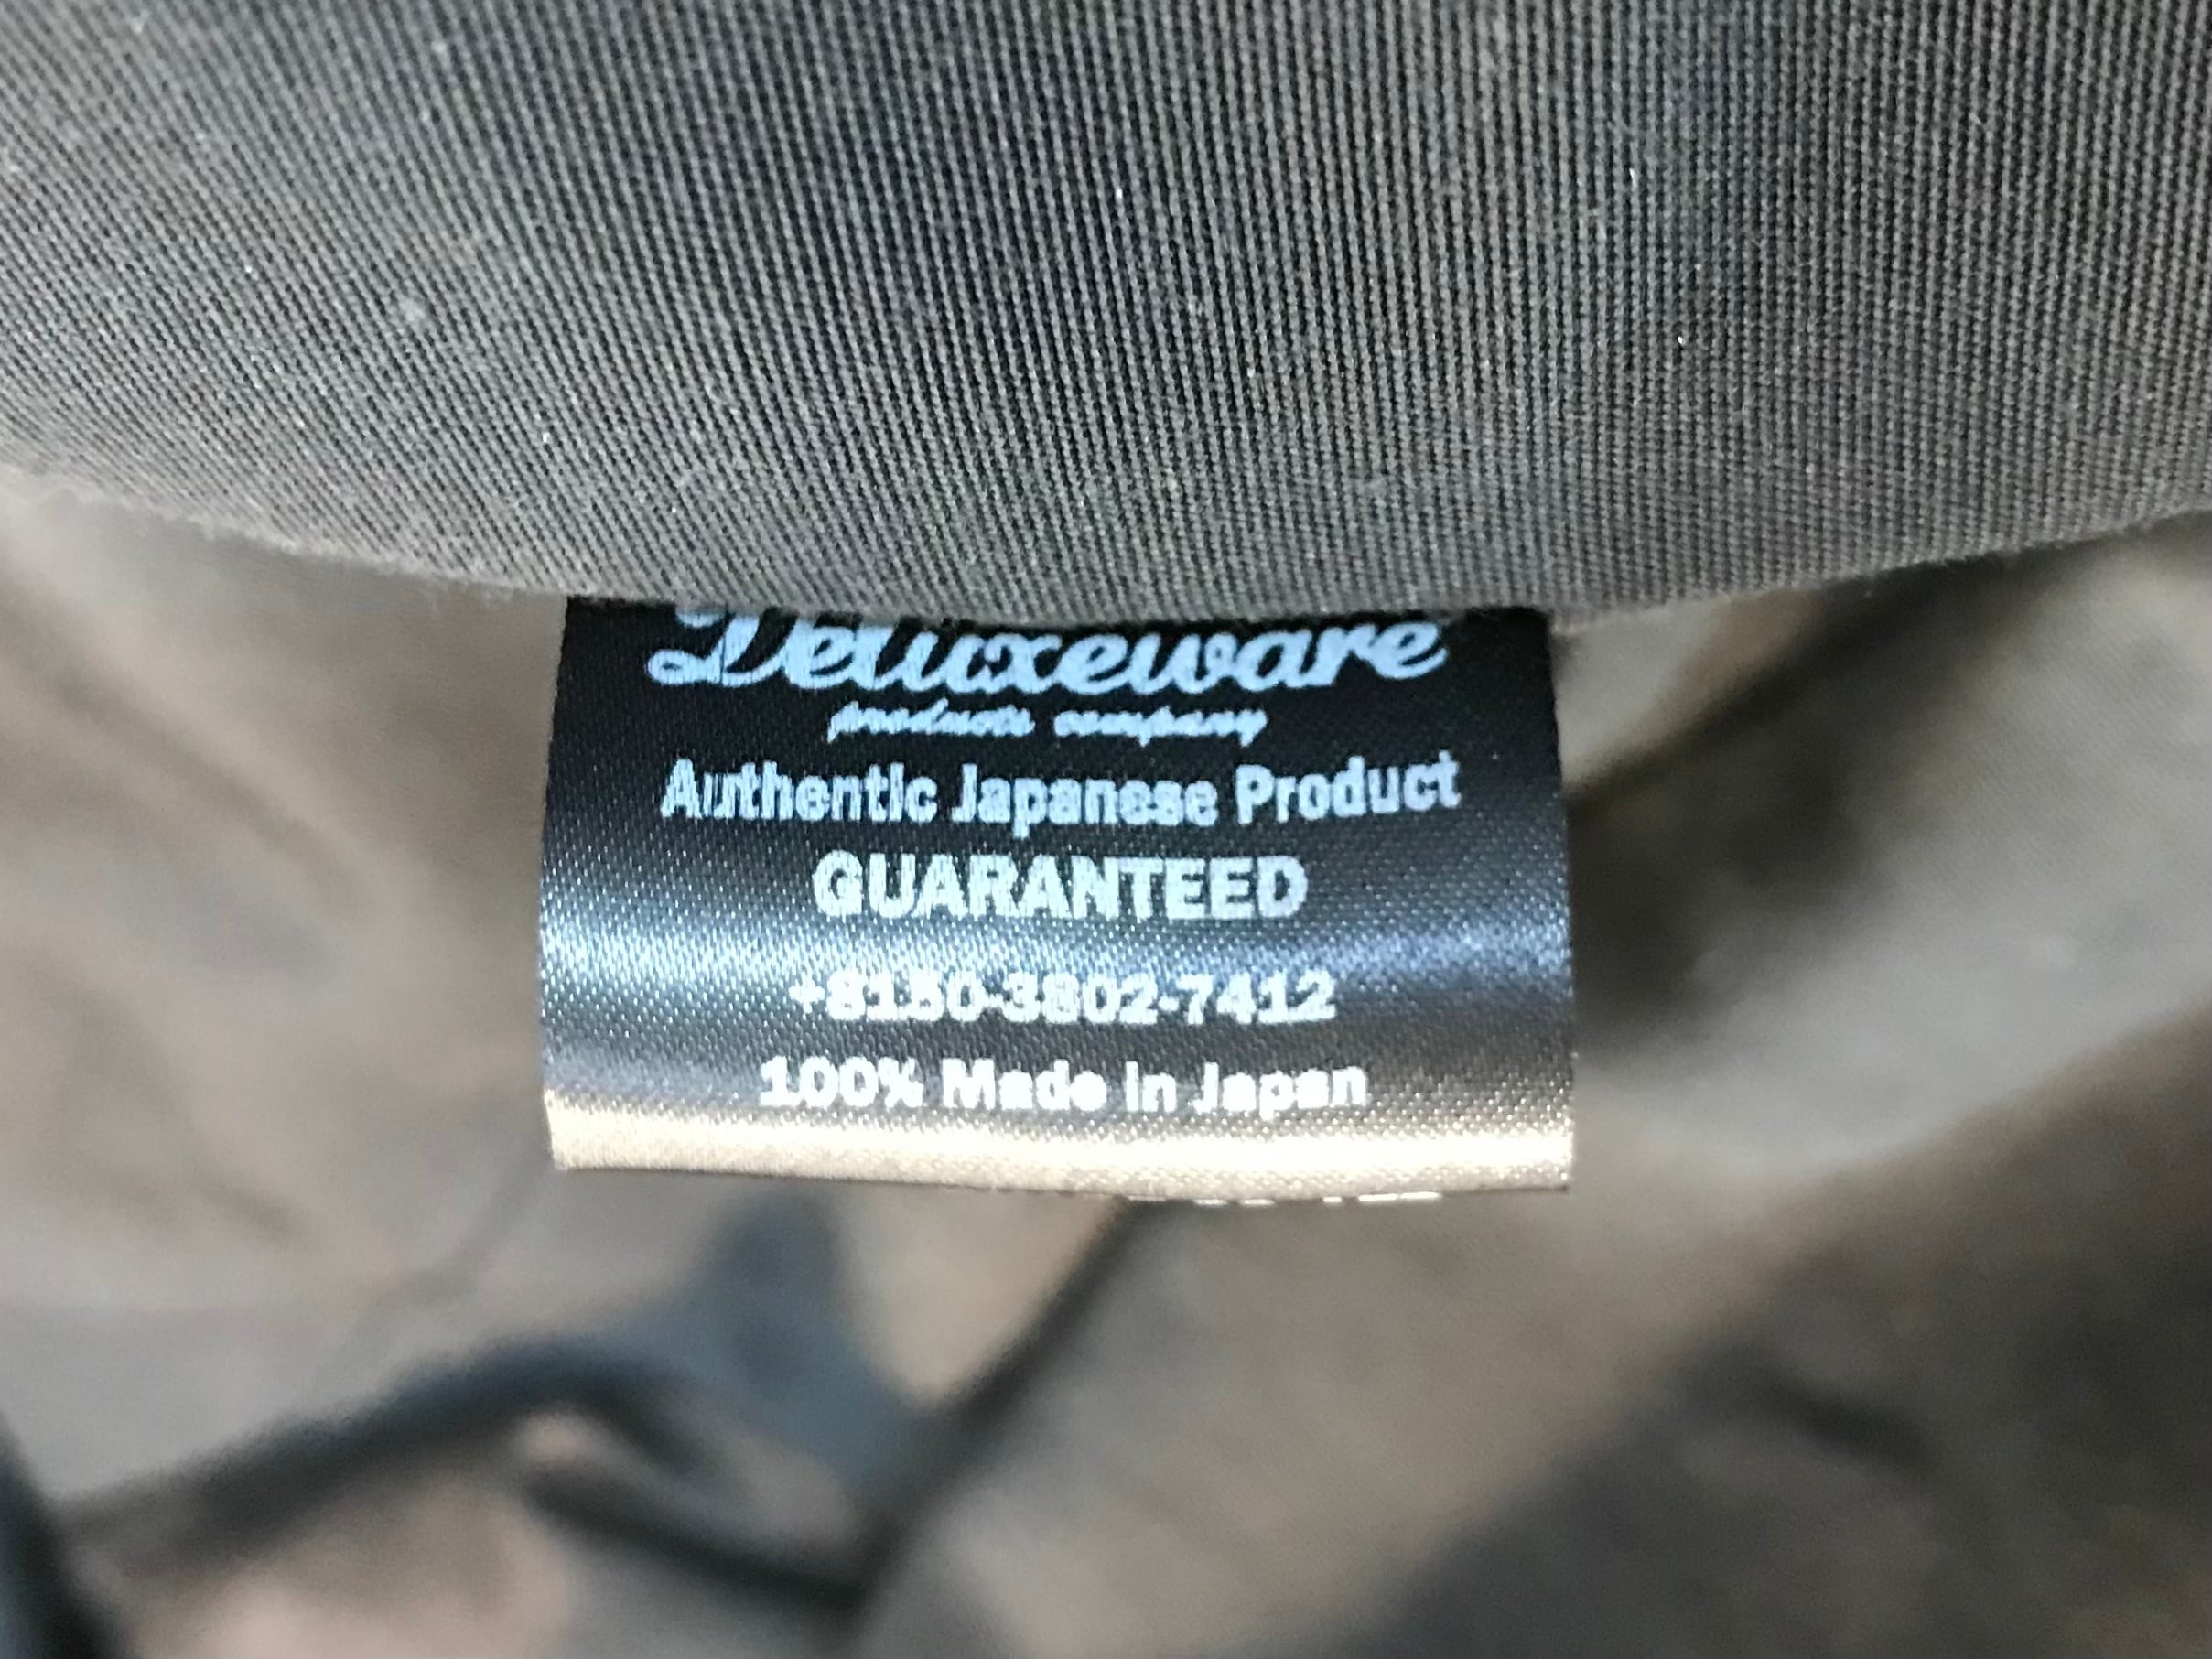 Deluxeware
products company
Authentic Japanese Product
GUARANTEED
+8150-3802-7412
100% Made in Japan